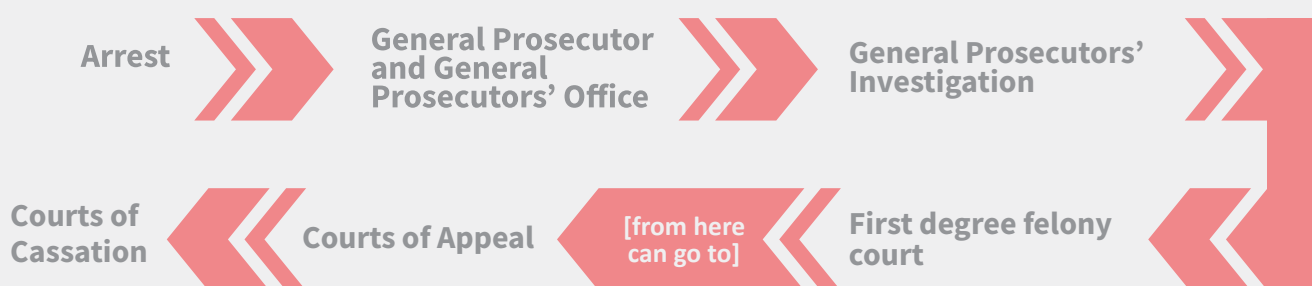 Arrest
General Prosecutor
and General
Prosecutors’ Office
General Prosecutors’
Investigation
First degree felony
court
[from here
can go to]
Courts of Appeal
Courts of
Cassation